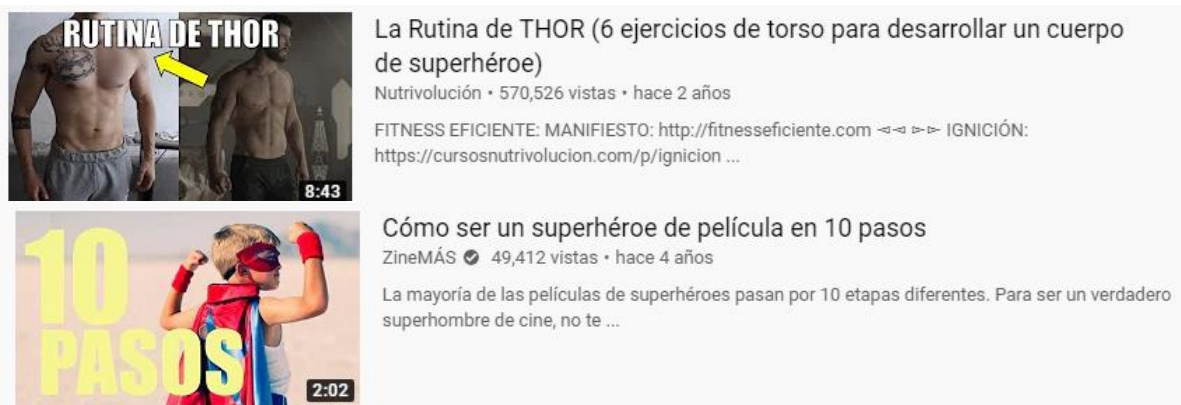 RUTINA DE THOR
8:43
La Rutina de THOR (6 ejercicios de torso para desarrollar un cuerpo
de superhéroe)
Nutrivolución • 570,526 vistas • hace 2 años
FITNESS EFICIENTE: MANIFIESTO: http://fitnesseficiente.com ⊲⊲ ⊳⊳ IGNICIÓN:
https://cursosnutrivolucion.com/p/ignicion ...
10
PASOS
2:02
Cómo ser un superhéroe de película en 10 pasos
ZineMÁS 49,412 vistas • hace 4 años
La mayoría de las películas de superhéroes pasan por 10 etapas diferentes. Para ser un verdadero
superhombre de cine, no te ...